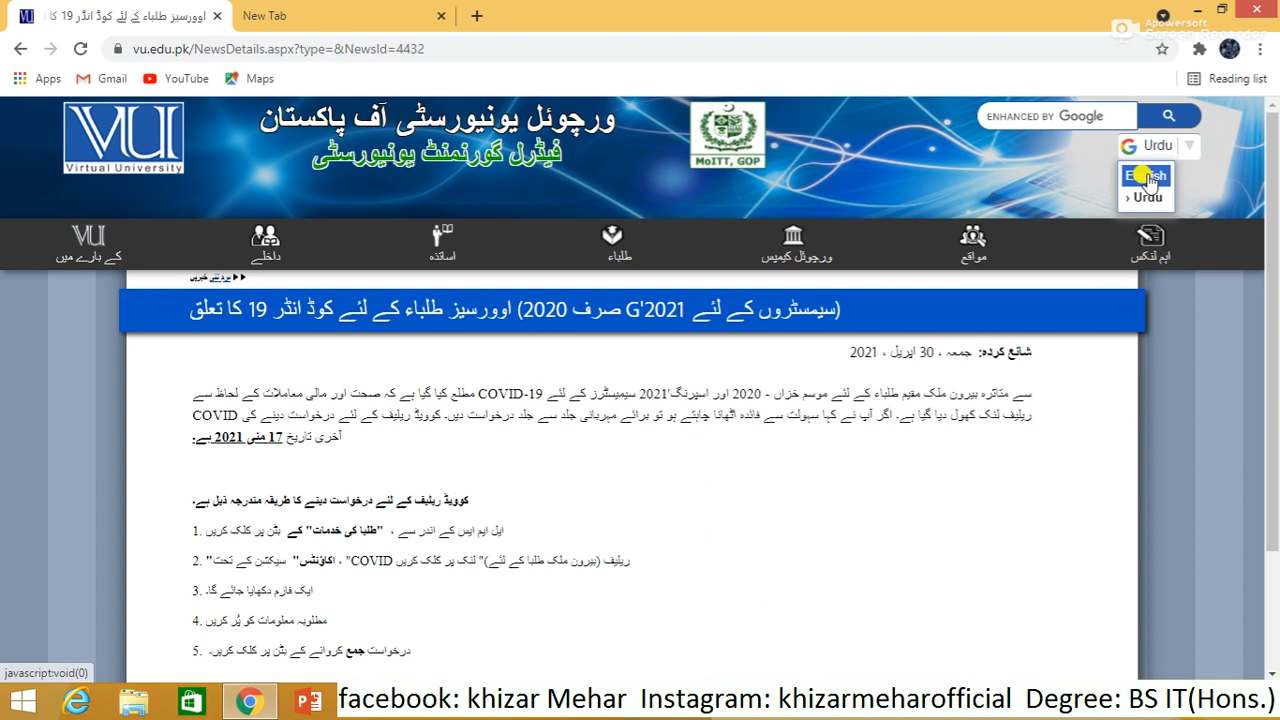 اوورسیز طلباء کے لئے کوڈ انڈر 19 کا
New Tab
Apowersoft
Screen Recorder
vu.edu.pk/NewsDetails.aspx?type=&NewsId=4432
Apps Gmail YouTube Maps Reading list
VU
Virtual University
ورچوئل یونیورسٹی آف پاکستان
فیڈرل گورنمنٹ یونیورسٹی
MoITT, GOP
ENHANCED BY Google
G Urdu
English
› Urdu
VU
کے بارے میں
داخلے
اساتذہ
طلباء
ورچوئل کیمپس
مواقع
اہم لنکس
خبریں
(سیمسٹروں کے لئے G'2021 صرف 2020) اوورسیز طلباء کے لئے کوڈ انڈر 19 کا تعلق
شائع کردہ: جمعہ ، 30 اپریل ، 2021
سے متاثرہ بیرون ملک مقیم طلباء کے لئے موسم خزاں - 2020 اور اسپرنگ'2021 سیمیسٹرز کے لئے COVID-19 مطلع کیا گیا ہے کہ صحت اور مالی معاملات کے لحاظ سے
ریلیف لنک کھول دیا گیا ہے۔ اگر آپ نے کہا سہولت سے فائدہ اٹھانا چاہتے ہو تو برائے مہربانی جلد سے جلد درخواست دیں۔ کوویڈ ریلیف کے لئے درخواست دینے کی COVID
آخری تاریخ 17 مئی 2021 ہے۔
کوویڈ ریلیف کے لئے درخواست دینے کا طریقہ مندرجہ ذیل ہے۔
1. ایل ایم ایس کے اندر سے ، "طلبا کی خدمات" کے بٹن پر کلک کریں
2. ریلیف (بیرون ملک طلبا کے لئے)" لنک پر کلک کریں COVID" ، اکاؤنٹس" سیکشن کے تحت"
3. ایک فارم دکھایا جائے گا۔
4. مطلوبہ معلومات کو پُر کریں
5. درخواست جمع کروانے کے بٹن پر کلک کریں۔
javascript:void(0)
facebook: khizar Mehar Instagram: khizarmeharofficial Degree: BS IT(Hons.)